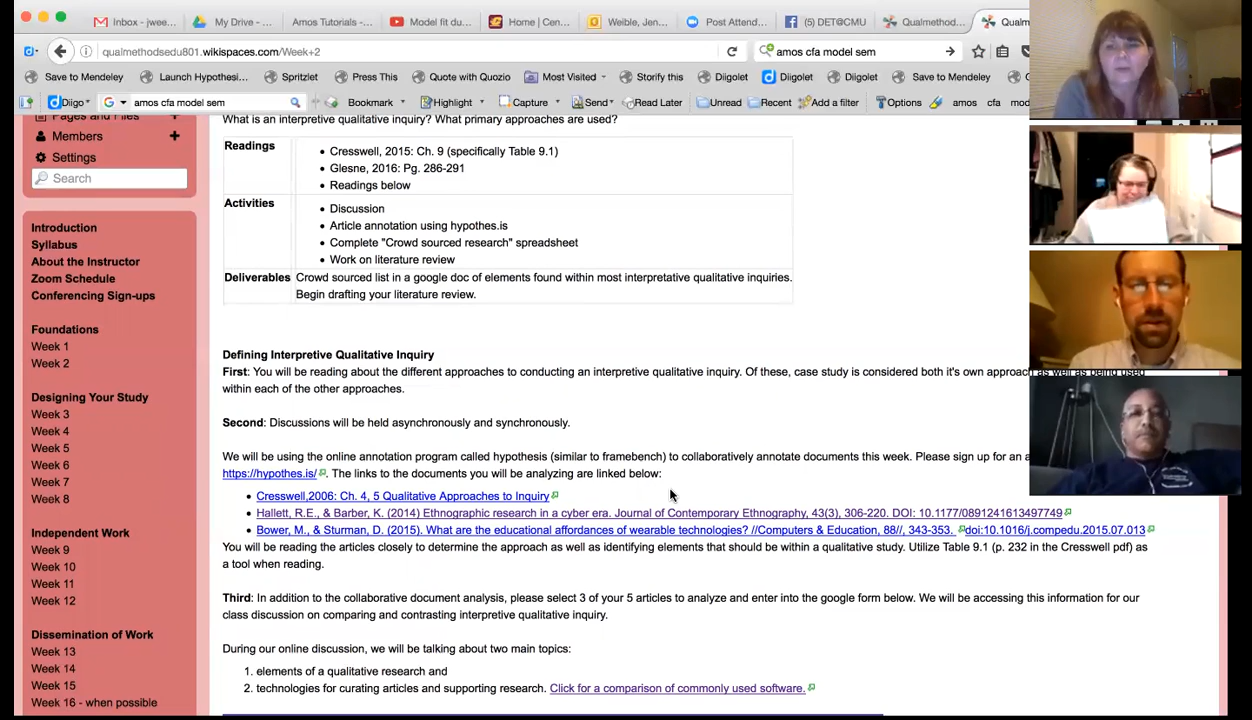 Inbox - jwee...
My Drive - ...
Amos Tutorials - ...
Model fit du...
Home | Cen...
Weible, Jen...
Post Attend...
(5) DET@CMU
Qualmethod...
Qualm
qualmethodsedu801.wikispaces.com/Week+2
amos cfa model sem
Save to Mendeley
Launch Hypothesi...
Spritzlet
Press This
Quote with Quozio
Most Visited
Storify this
Diigolet
Diigolet
Diigolet
Save to Mendeley
Diigo
amos cfa model sem
Bookmark
Highlight
Capture
Send
Read Later
Unread
Recent
Add a filter
Options
amos
cfa
mod
Pages and Files
Members
Settings
Search
Introduction
Syllabus
About the Instructor
Zoom Schedule
Conferencing Sign-ups
Foundations
Week 1
Week 2
Designing Your Study
Week 3
Week 4
Week 5
Week 6
Week 7
Week 8
Independent Work
Week 9
Week 10
Week 11
Week 12
Dissemination of Work
Week 13
Week 14
Week 15
Week 16 - when possible
What is an interpretive qualitative inquiry? What primary approaches are used?
Readings
• Cresswell, 2015: Ch. 9 (specifically Table 9.1)
• Glesne, 2016: Pg. 286-291
• Readings below
Activities
• Discussion
• Article annotation using hypothes.is
• Complete "Crowd sourced research" spreadsheet
• Work on literature review
Deliverables
Crowd sourced list in a google doc of elements found within most interpretative qualitative inquiries.
Begin drafting your literature review.
Defining Interpretive Qualitative Inquiry
First: You will be reading about the different approaches to conducting an interpretive qualitative inquiry. Of these, case study is considered both it's own approach as well as being used
within each of the other approaches.
Second: Discussions will be held asynchronously and synchronously.
We will be using the online annotation program called hypothesis (similar to framebench) to collaboratively annotate documents this week. Please sign up for an a
https://hypothes.is/ . The links to the documents you will be analyzing are linked below:
• Cresswell,2006: Ch. 4, 5 Qualitative Approaches to Inquiry
• Hallett, R.E., & Barber, K. (2014) Ethnographic research in a cyber era. Journal of Contemporary Ethnography, 43(3), 306-220. DOI: 10.1177/0891241613497749
• Bower, M., & Sturman, D. (2015). What are the educational affordances of wearable technologies? //Computers & Education, 88//, 343-353. doi:10.1016/j.compedu.2015.07.013
You will be reading the articles closely to determine the approach as well as identifying elements that should be within a qualitative study. Utilize Table 9.1 (p. 232 in the Cresswell pdf) as
a tool when reading.
Third: In addition to the collaborative document analysis, please select 3 of your 5 articles to analyze and enter into the google form below. We will be accessing this information for our
class discussion on comparing and contrasting interpretive qualitative inquiry.
During our online discussion, we will be talking about two main topics:
1. elements of a qualitative research and
2. technologies for curating articles and supporting research. Click for a comparison of commonly used software.